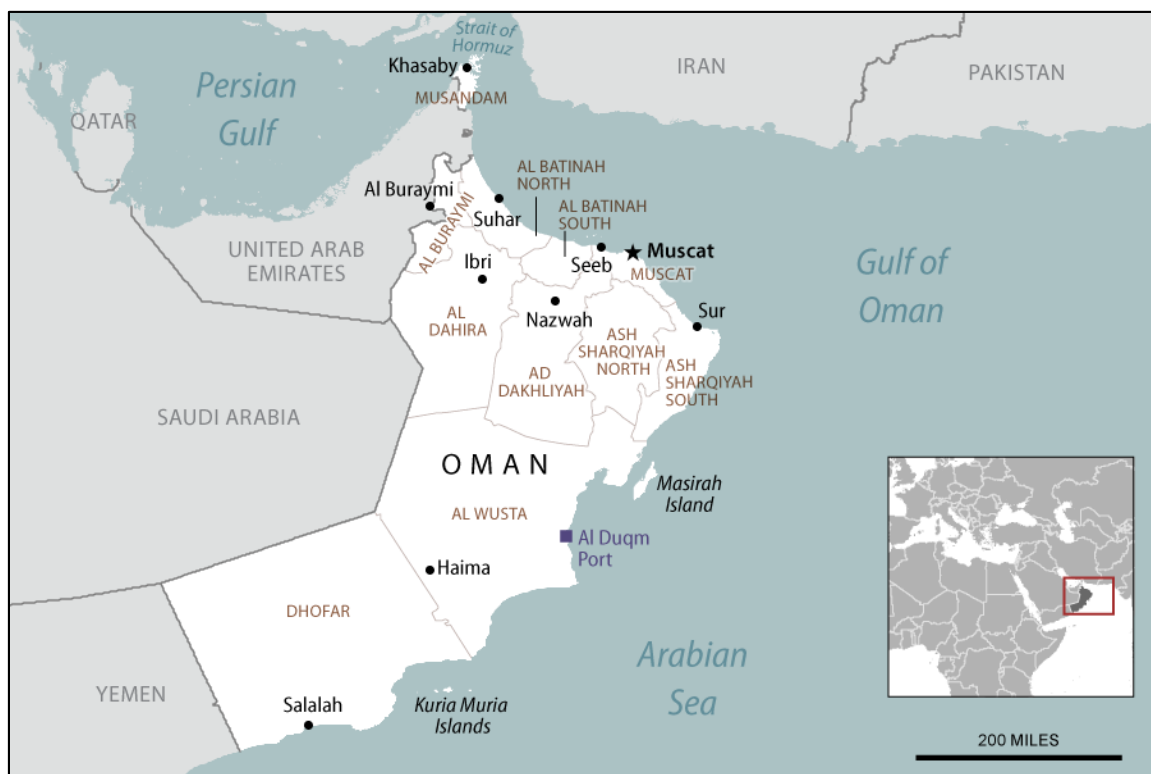 Strait of
Hormuz
Khasaby
IRAN
PAKISTAN
Persian
Gulf
MUSANDAM
QATAR
AL BATINAH
NORTH
Al Buraymi
AL BATINAH
SOUTH
Suhar
AL BURAYMI
UNITED ARAB
EMIRATES
Ibri
Seeb
Muscat
MUSCAT
Gulf of
Oman
AL
DAHIRA
Nazwah
Sur
ASH
SHARQIYAH
NORTH
AD
DAKHLIYAH
ASH
SHARQIYAH
SOUTH
SAUDI ARABIA
OMAN
Masirah
Island
AL WUSTA
Al Duqm
Port
Haima
DHOFAR
Arabian
Sea
YEMEN
Salalah
Kuria Muria
Islands
200 MILES